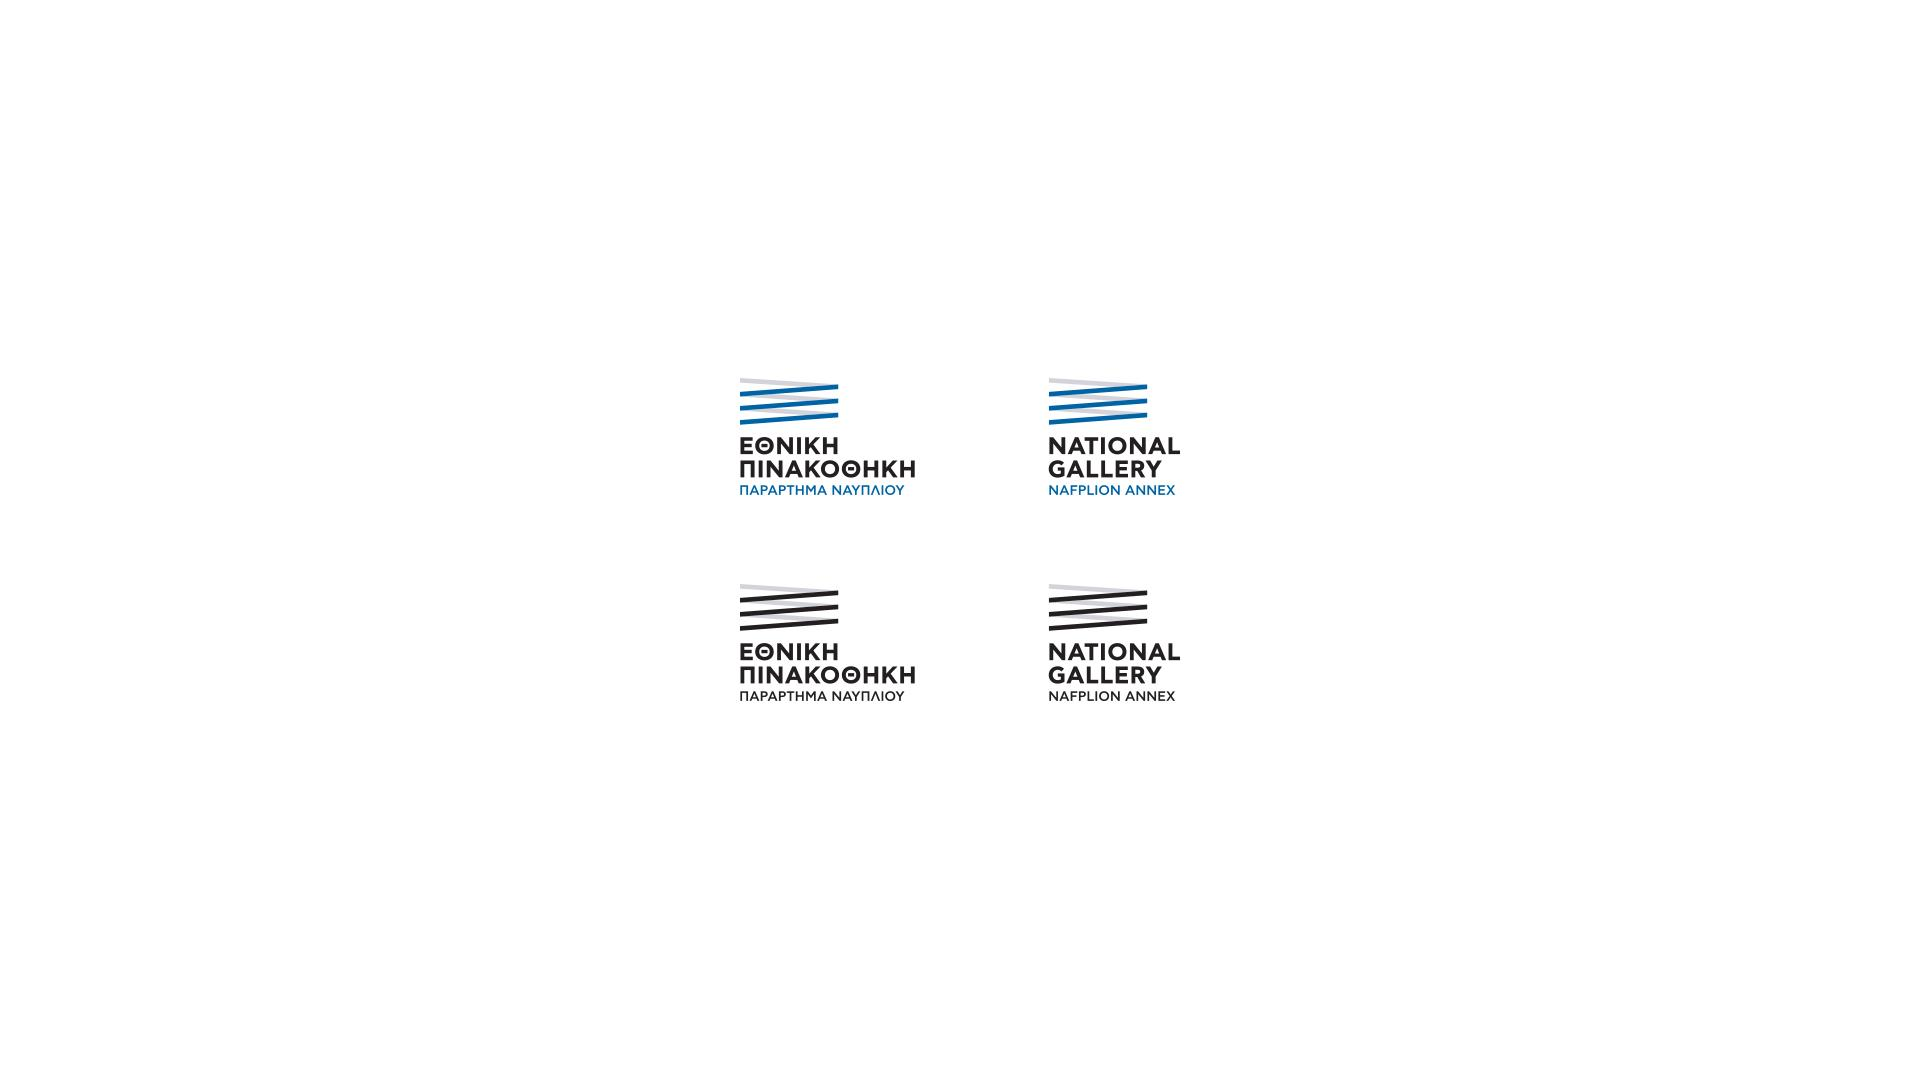 ΕΘΝΙΚΗ
ΠΙΝΑΚΟΘΗΚΗ
ΠΑΡΑΡΤΗΜΑ ΝΑΥΠΛΙΟΥ
NATIONAL
GALLERY
NAFPLION ANNEX
ΕΘΝΙΚΗ
ΠΙΝΑΚΟΘΗΚΗ
ΠΑΡΑΡΤΗΜΑ ΝΑΥΠΛΙΟΥ
NATIONAL
GALLERY
NAFPLION ANNEX